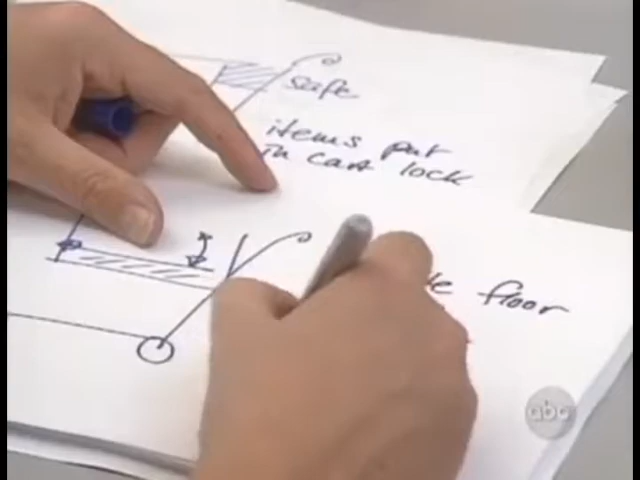 safe
items put
in cart lock
floor
abc